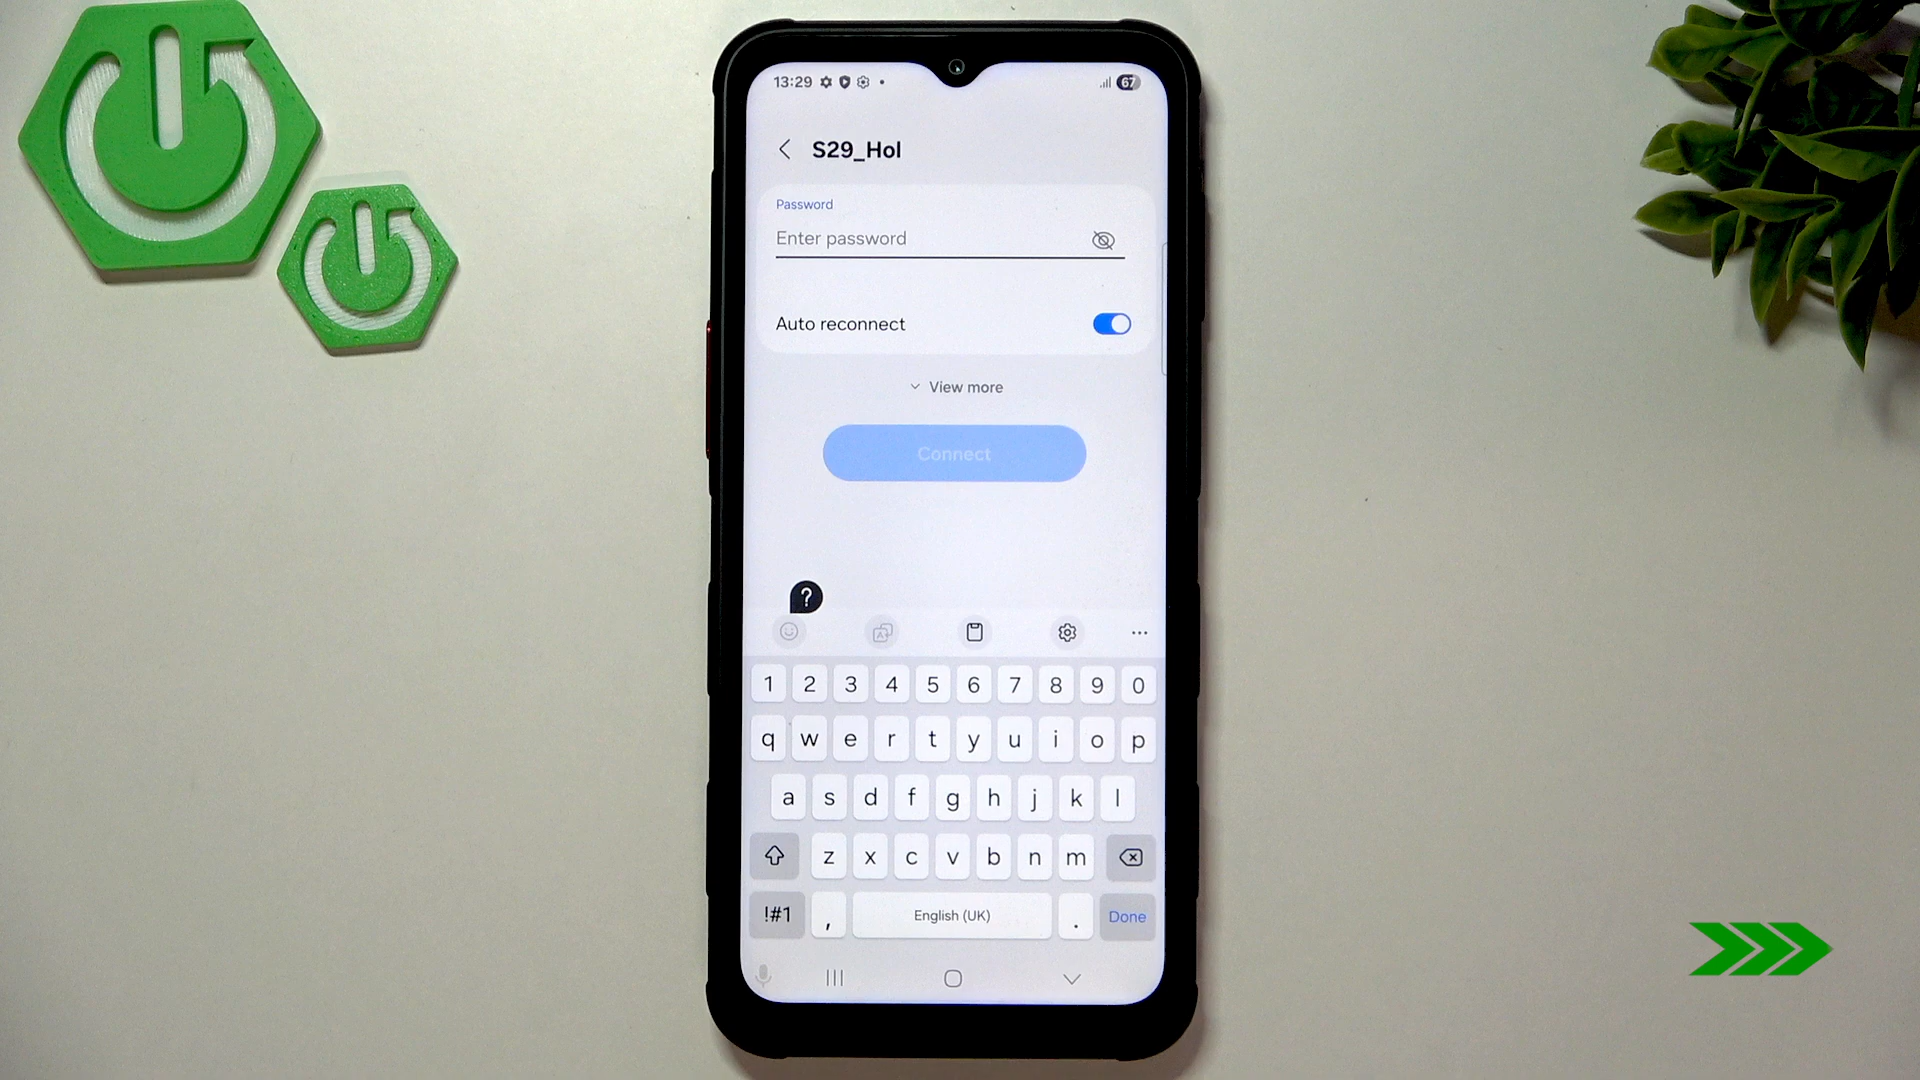 13:29
67
S29_Hol
Password
Enter password
Auto reconnect
View more
Connect
?
1 2 3 4 5 6 7 8 9 0
q w e r t y u i o p
a s d f g h j k l
z x c v b n m
!#1 , English (UK) . Done